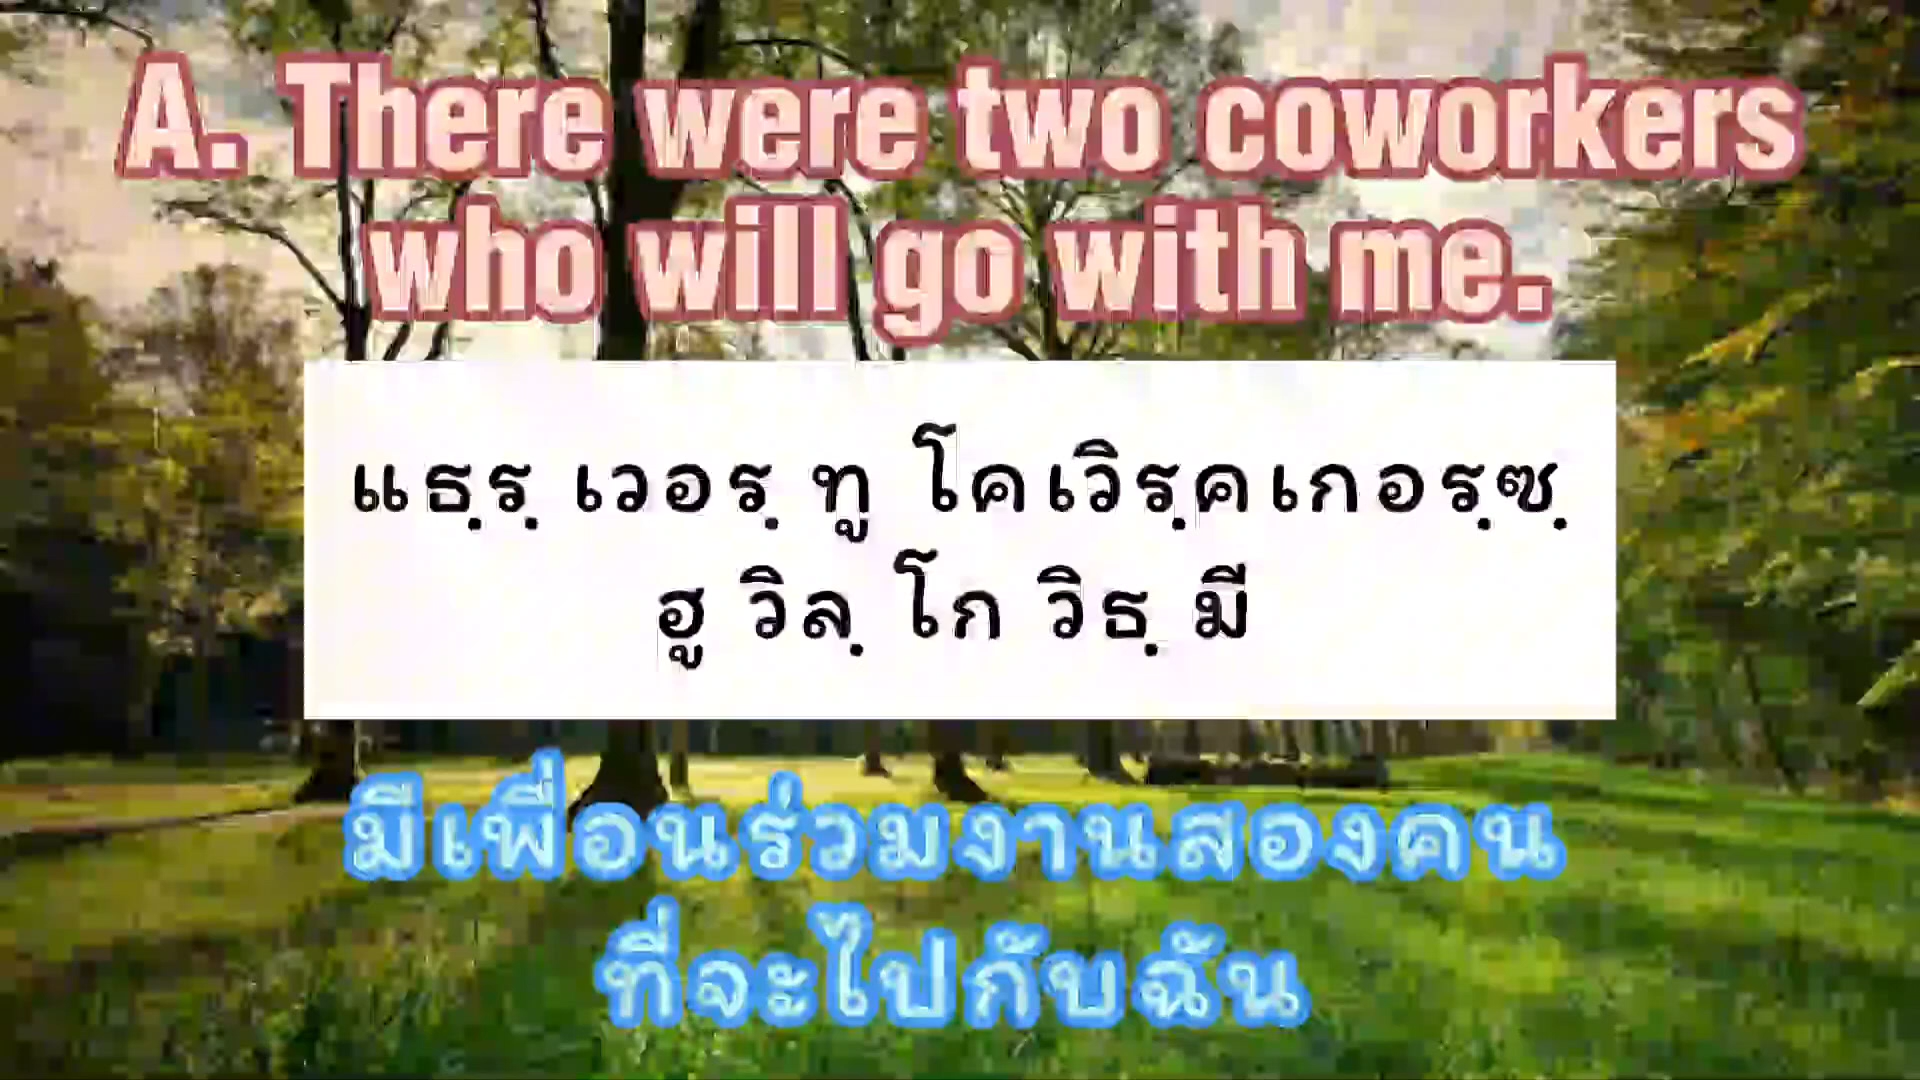 A. There were two coworkers
who will go with me.
แธฺรฺ เวอรฺ ทู โคเวิรฺคเกอรฺซฺ
ฮู วิลฺ โก วิธฺ มี
มีเพื่อนร่วมงานสองคน
ที่จะไปกับฉัน